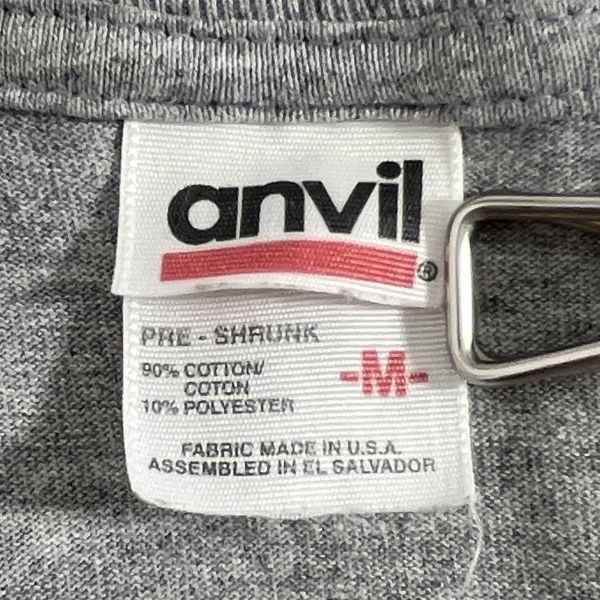 anvil®
PRE - SHRUNK
90% COTTON/
COTON
10% POLYESTER
-M-
FABRIC MADE IN U.S.A.
ASSEMBLED IN EL SALVADOR